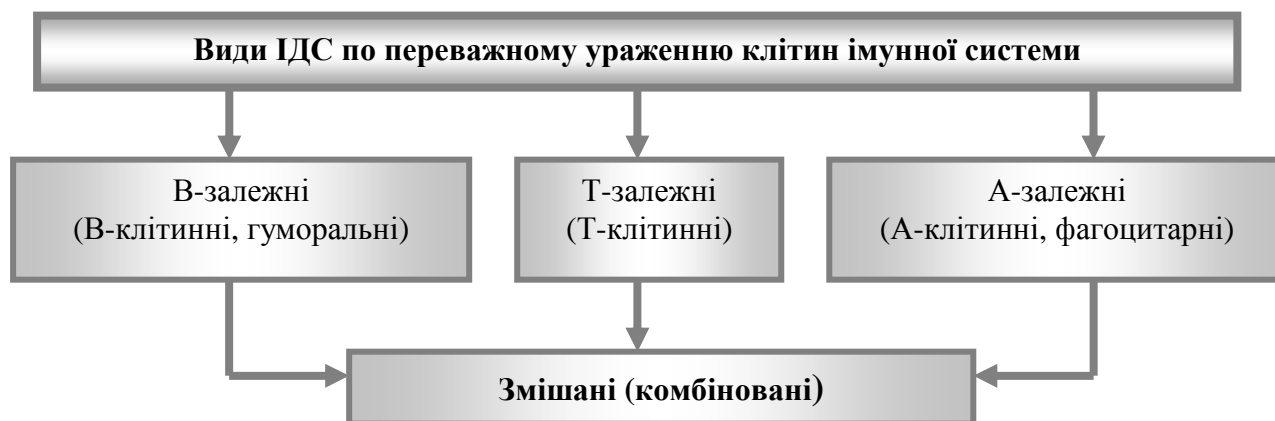 Види ІДС по переважному ураженню клітин імунної системи
В-залежні
(В-клітинні, гуморальні)
Т-залежні
(Т-клітинні)
А-залежні
(А-клітинні, фагоцитарні)
Змішані (комбіновані)